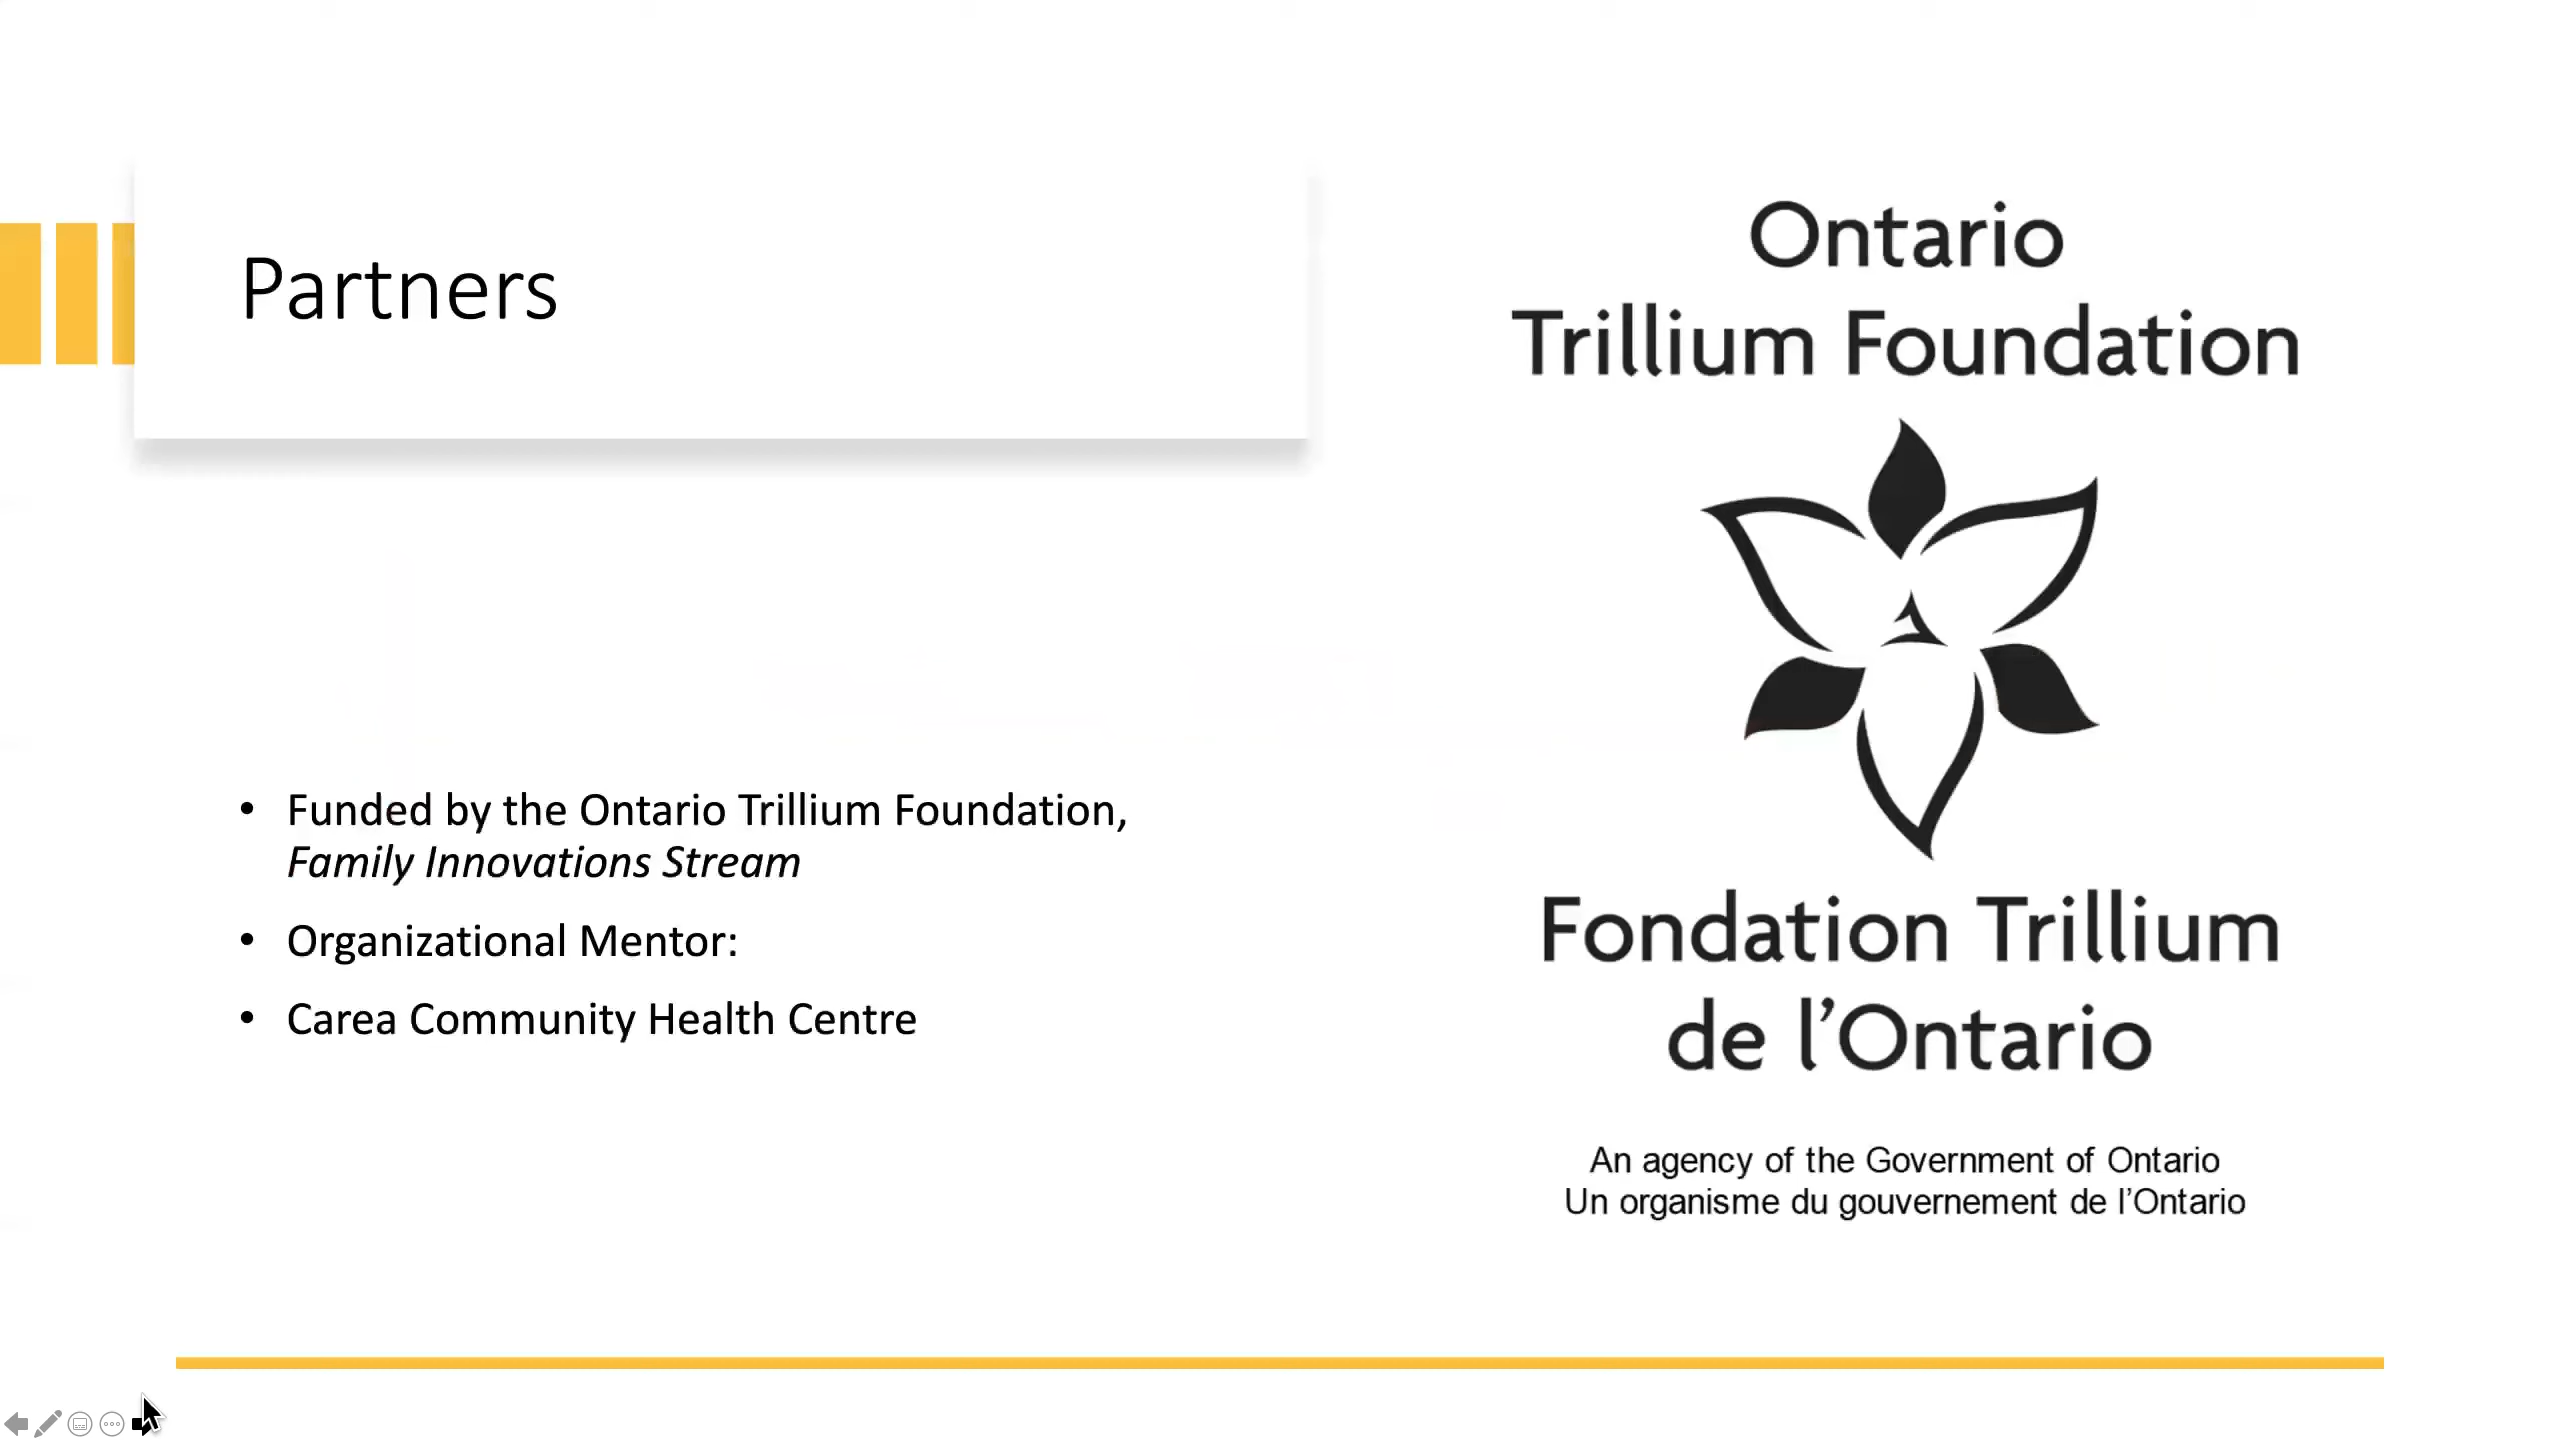 Partners
• Funded by the Ontario Trillium Foundation,
Family Innovations Stream
• Organizational Mentor:
• Carea Community Health Centre
Ontario
Trillium Foundation
Fondation Trillium
de l’Ontario
An agency of the Government of Ontario
Un organisme du gouvernement de l’Ontario